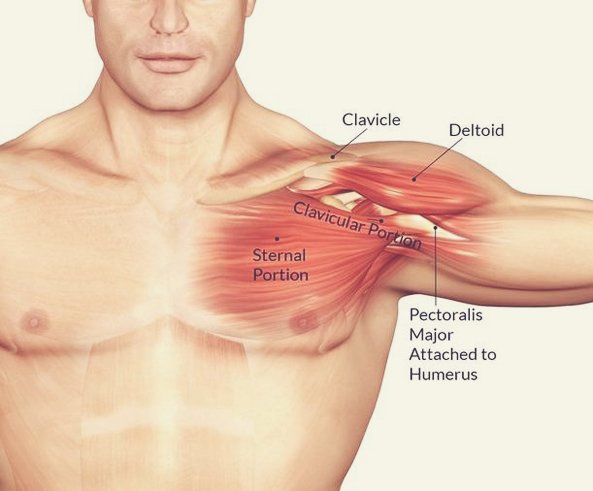 Clavicle
Deltoid
Clavicular Portion
Sternal
Portion
Pectoralis
Major
Attached to
Humerus